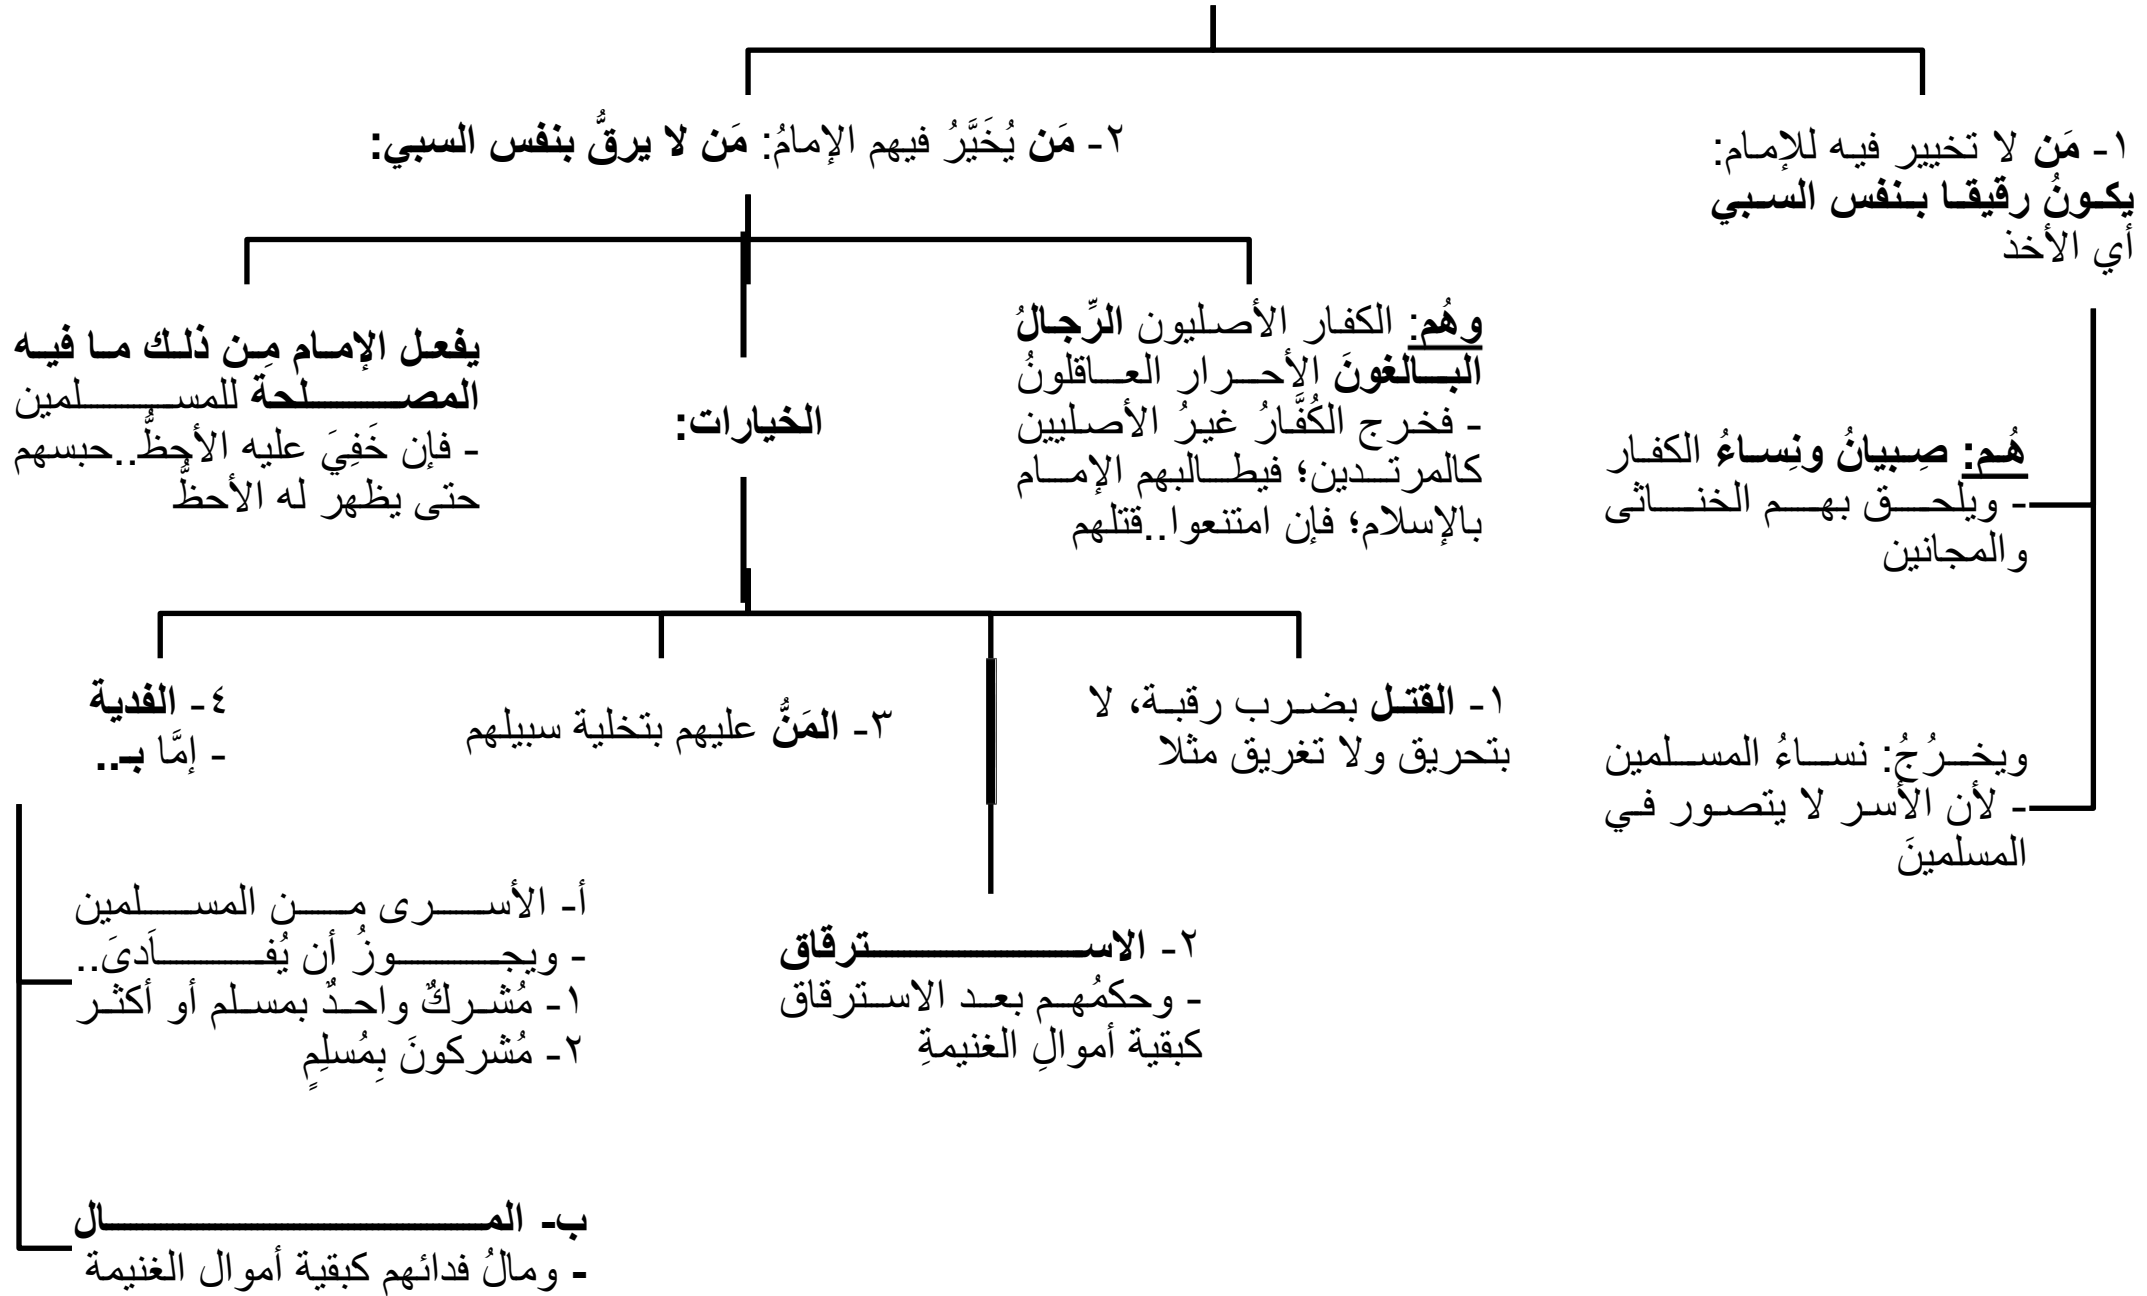 ١- مَن لا تخيير فيه للإمام:
يكونُ رقيقا بنفس السبي
أي الأخذ
هُم: صِبيانُ ونِساءُ الكفار
- ويلحق بهم الخناثى
والمجانين
ويخرُجُ: نساءُ المسلمين
- لأن الأسر لا يتصور في
المسلمينَ
٢- مَن يُخَيَّرُ فيهم الإمامُ: مَن لا يرقُّ بنفس السبي:
وهُم: الكفار الأصليون الرِّجالُ
البالغونَ الأحرار العاقلونُ
- فخرج الكُفَّارُ غيرُ الأصليين
كالمرتدين؛ فيطالبهم الإمام
بالإسلام؛ فإن امتنعوا..قتلهم
الخيارات:
١- القتل بضرب رقبة، لا
بتحريق ولا تغريق مثلا
٢- الاسترقاق
- وحكمُهم بعد الاسترقاق
كبقية أموالِ الغنيمةِ
٣- المَنُّ عليهم بتخلية سبيلهم
٤- الفدية
- إمَّا بـ..
أ- الأسرى من المسلمين
- ويجوزُ أن يُفَادىَ..
١- مُشركٌ واحدٌ بمسلم أو أكثر
٢- مُشركونَ بِمُسلِمٍ
ب- المال
- ومالُ فدائهم كبقية أموال الغنيمة
يفعل الإمام مِن ذلك ما فيه
المصلحة للمسلمين
- فإن خَفِيَ عليه الأحظُّ..حبسهم
حتى يظهر له الأحظُّ